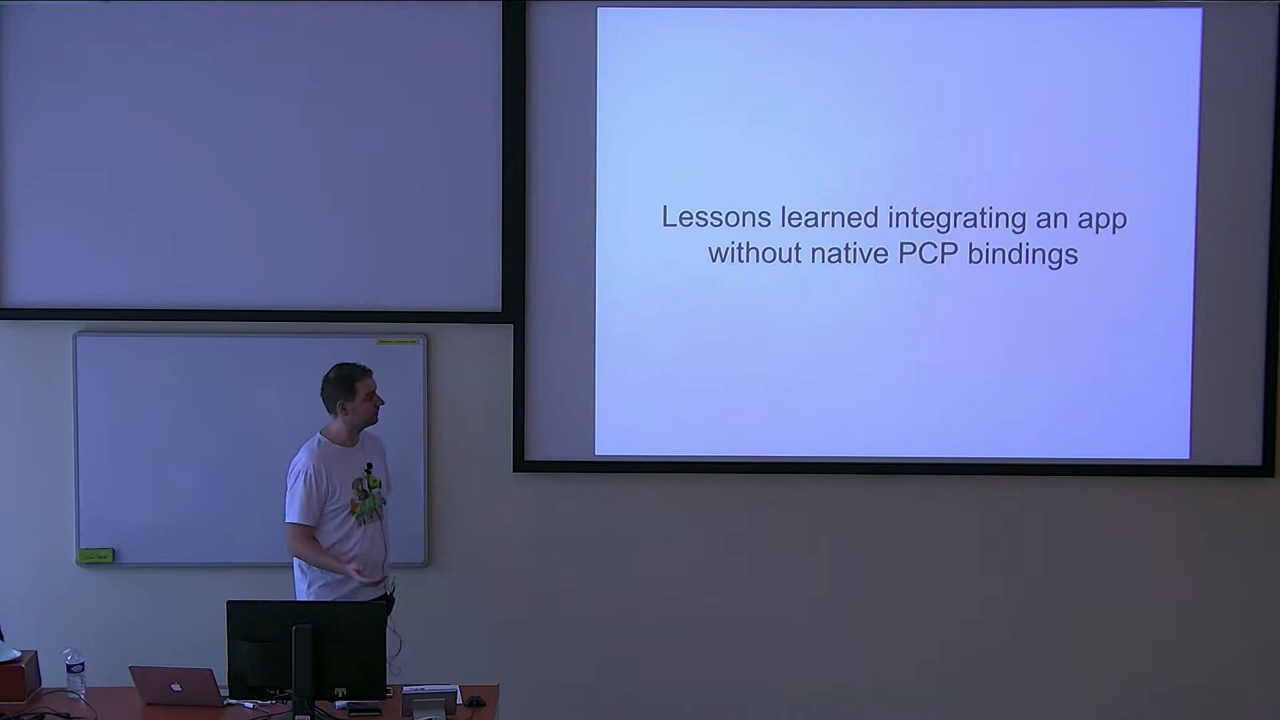 Lessons learned integrating an app
without native PCP bindings